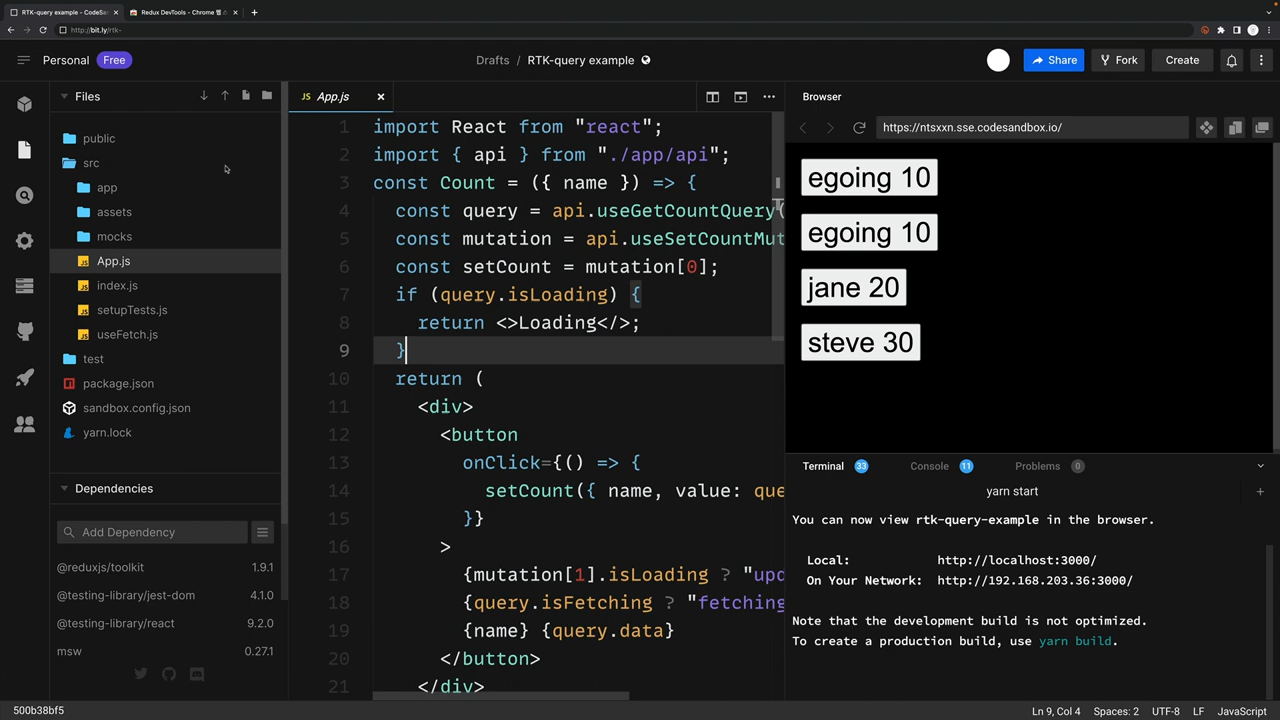 RTK-query example - CodeSa
Redux DevTools - Chrome 웹 스
http://bit.ly/rtk-
Personal Free
Drafts / RTK-query example
Share
Fork
Create
Files
public
src
app
assets
mocks
App.js
index.js
setupTests.js
useFetch.js
test
package.json
sandbox.config.json
yarn.lock
Dependencies
Add Dependency
@reduxjs/toolkit 1.9.1
@testing-library/jest-dom 4.1.0
@testing-library/react 9.2.0
msw 0.27.1
500b38bf5
JS App.js
1 import React from "react";
2 import { api } from "./app/api";
3 const Count = ({ name }) => {
4 const query = api.useGetCountQuery(
5 const mutation = api.useSetCountMut
6 const setCount = mutation[0];
7 if (query.isLoading) {
8 return <>Loading</>;
9 }
10 return (
11 <div>
12 <button
13 onClick={() => {
14 setCount({ name, value: que
15 }}
16 >
17 {mutation[1].isLoading ? "upd
18 {query.isFetching ? "fetching
19 {name} {query.data}
20 </button>
21 </div>
Browser
https://ntsxxn.sse.codesandbox.io/
egoing 10
egoing 10
jane 20
steve 30
Terminal 33 Console 11 Problems 0
yarn start
You can now view rtk-query-example in the browser.
Local: http://localhost:3000/
On Your Network: http://192.168.203.36:3000/
Note that the development build is not optimized.
To create a production build, use yarn build.
Ln 9, Col 4 Spaces: 2 UTF-8 LF JavaScript